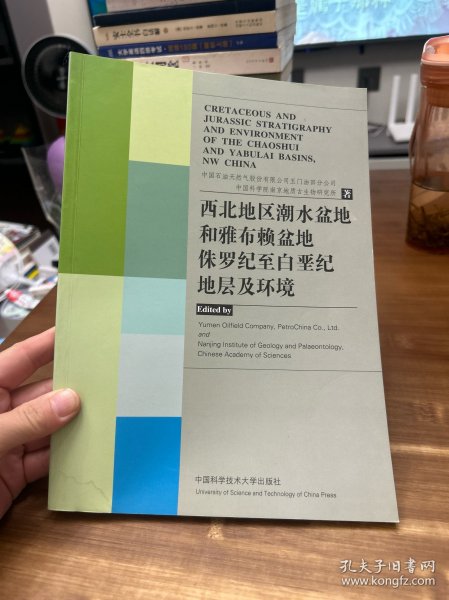 CRETACEOUS AND
JURASSIC STRATIGRAPHY
AND ENVIRONMENT
OF THE CHAOSHUI
AND YABULAI BASINS,
NW CHINA
中国石油天然气股份有限公司玉门油田分公司
中国科学院南京地质古生物研究所
著
西北地区潮水盆地
和雅布赖盆地
侏罗纪至白垩纪
地层及环境
Edited by
Yumen Oilfield Company, PetroChina Co., Ltd.
and
Nanjing Institute of Geology and Palaeontology,
Chinese Academy of Sciences
中国科学技术大学出版社
University of Science and Technology of China Press
孔夫子旧书网
www.kongfz.com